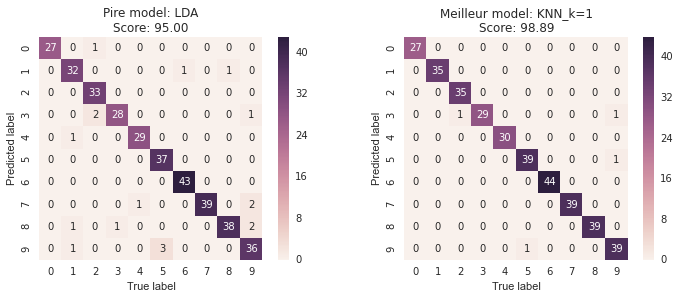 Pire model: LDA
Score: 95.00
0 27 0 1 0 0 0 0 0 0 0
1 0 32 0 0 0 0 1 0 1 0
2 0 0 33 0 0 0 0 0 0 0
3 0 0 2 28 0 0 0 0 0 1
4 0 1 0 0 29 0 0 0 0 0
5 0 0 0 0 0 37 0 0 0 0
6 0 0 0 0 0 0 43 0 0 0
7 0 0 0 0 1 0 0 39 0 2
8 0 1 0 1 0 0 0 0 38 2
9 0 1 0 0 0 3 0 0 0 36
0 1 2 3 4 5 6 7 8 9
True label
Predicted label
40
32
24
16
8
0
Meilleur model: KNN_k=1
Score: 98.89
0 27 0 0 0 0 0 0 0 0 0
1 0 35 0 0 0 0 0 0 0 0
2 0 0 35 0 0 0 0 0 0 0
3 0 0 1 29 0 0 0 0 0 1
4 0 0 0 0 30 0 0 0 0 0
5 0 0 0 0 0 39 0 0 0 1
6 0 0 0 0 0 0 44 0 0 0
7 0 0 0 0 0 0 0 39 0 0
8 0 0 0 0 0 0 0 0 39 0
9 0 0 0 0 0 1 0 0 0 39
0 1 2 3 4 5 6 7 8 9
True label
Predicted label
40
32
24
16
8
0